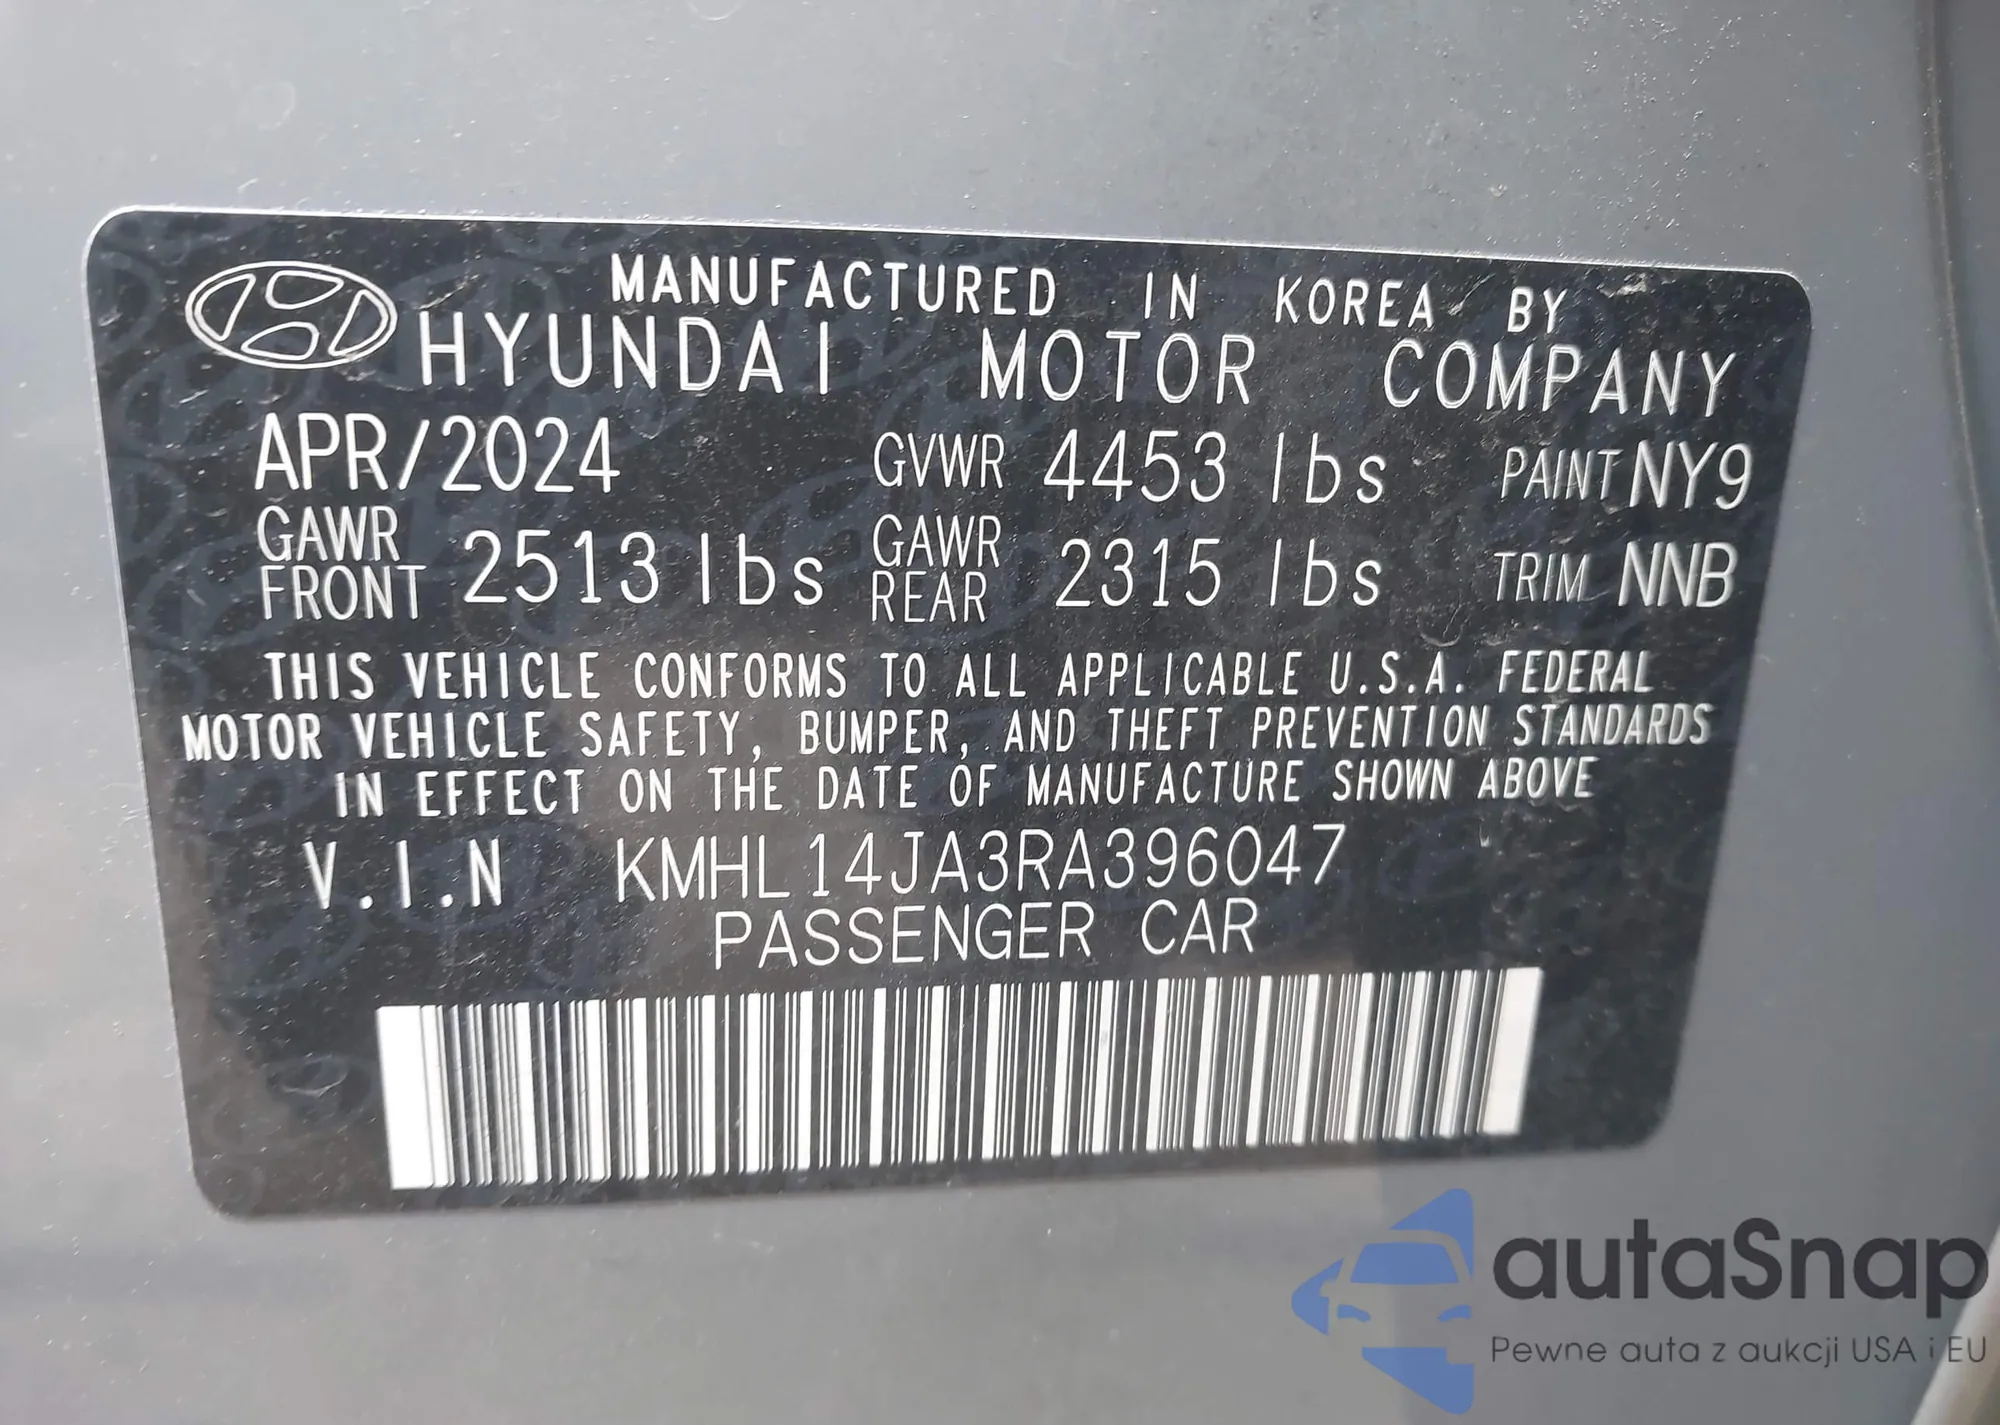 MANUFACTURED IN KOREA BY
HYUNDAI MOTOR COMPANY
APR/2024 GVWR 4453 lbs PAINT NY9
GAWR FRONT 2513 lbs GAWR REAR 2315 lbs TRIM NNB
THIS VEHICLE CONFORMS TO ALL APPLICABLE U.S.A. FEDERAL
MOTOR VEHICLE SAFETY, BUMPER, AND THEFT PREVENTION STANDARDS
IN EFFECT ON THE DATE OF MANUFACTURE SHOWN ABOVE
V.I.N KMHL14JA3RA396047
PASSENGER CAR
autaSnap
Pewne auta z aukcji USA i EU